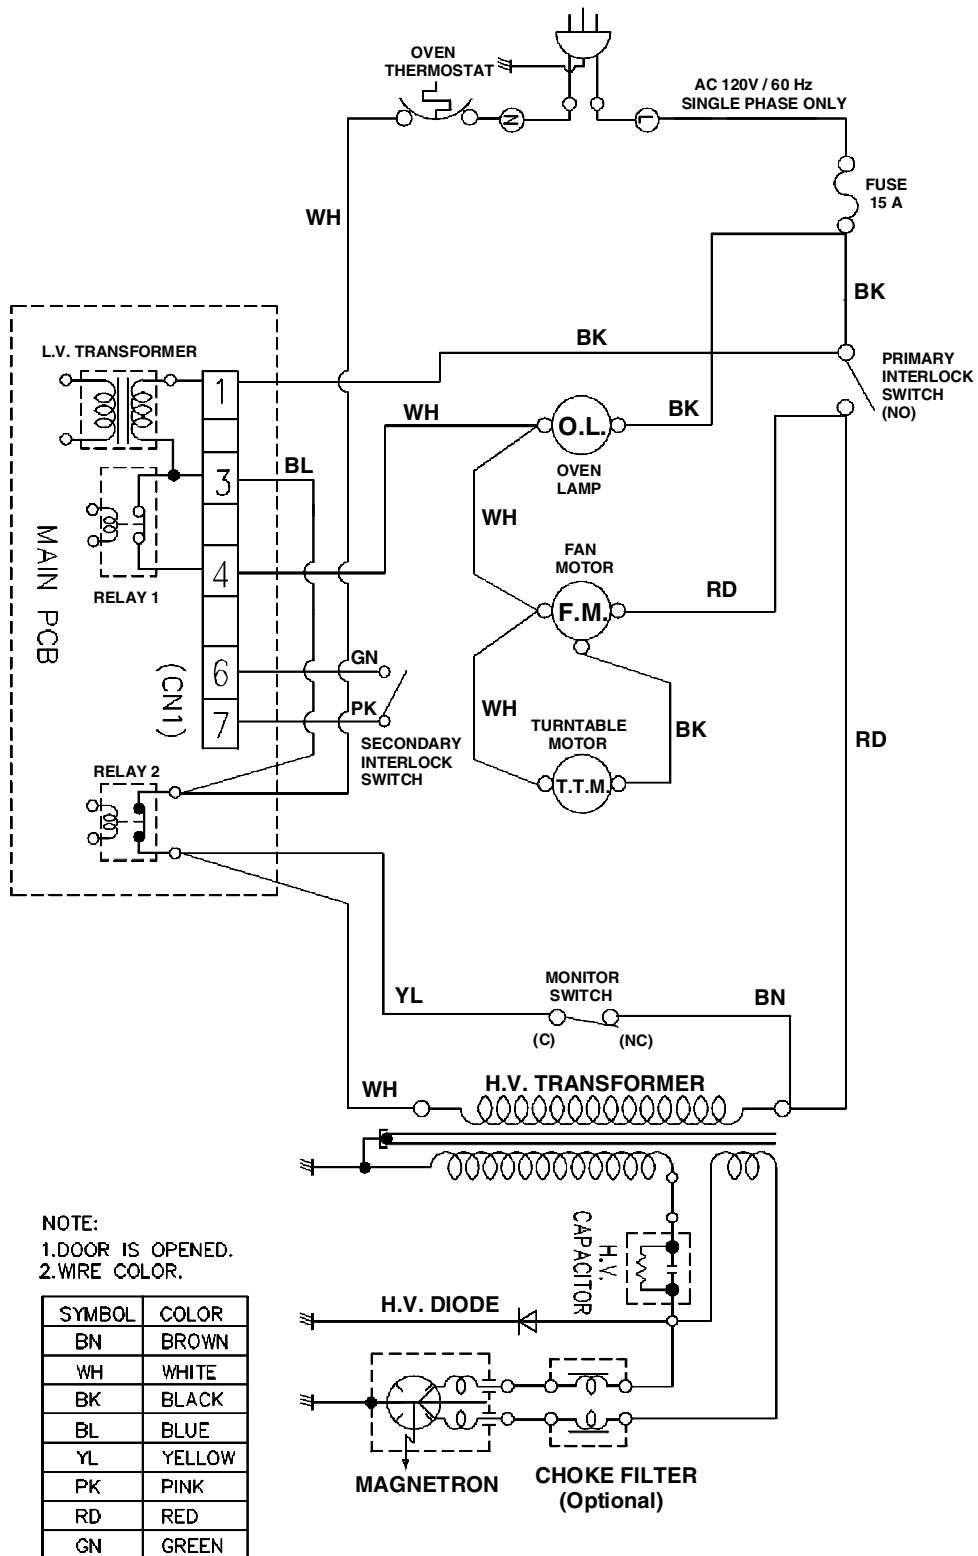 OVEN
THERMOSTAT
N
L
AC 120V / 60 Hz
SINGLE PHASE ONLY
FUSE
15 A
WH
BK
BK
L.V. TRANSFORMER
PRIMARY
INTERLOCK
SWITCH
(NO)
1
WH
O.L.
BK
OVEN
LAMP
3
BL
WH
MAIN PCB
4
FAN
MOTOR
F.M.
RD
RELAY 1
(CN1)
6
GN
7
PK
WH
TURNTABLE
MOTOR
BK
RD
SECONDARY
INTERLOCK
SWITCH
T.T.M.
RELAY 2
YL
MONITOR
SWITCH
BN
(C)
(NC)
WH
H.V. TRANSFORMER
H.V.
CAPACITOR
H.V. DIODE
MAGNETRON
CHOKE FILTER
(Optional)
NOTE:
1.DOOR IS OPENED.
2.WIRE COLOR.
SYMBOL COLOR
BN BROWN
WH WHITE
BK BLACK
BL BLUE
YL YELLOW
PK PINK
RD RED
GN GREEN